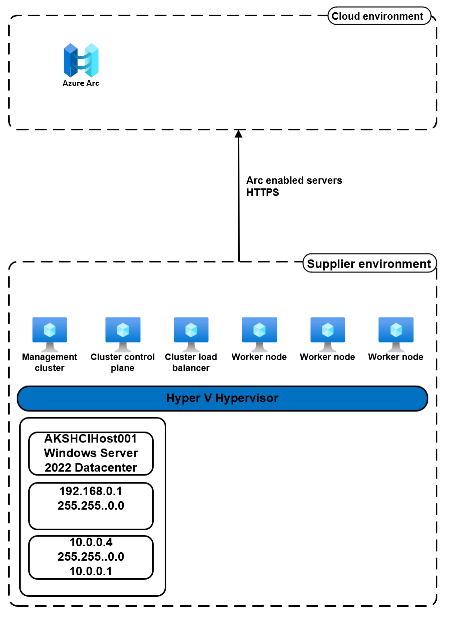 Cloud environment
Azure Arc
Arc enabled servers
HTTPS
Supplier environment
Management
cluster
Cluster control
plane
Cluster load
balancer
Worker node
Worker node
Worker node
Hyper V Hypervisor
AKSHCIHost001
Windows Server
2022 Datacenter
192.168.0.1
255.255..0.0
10.0.0.4
255.255..0.0
10.0.0.1